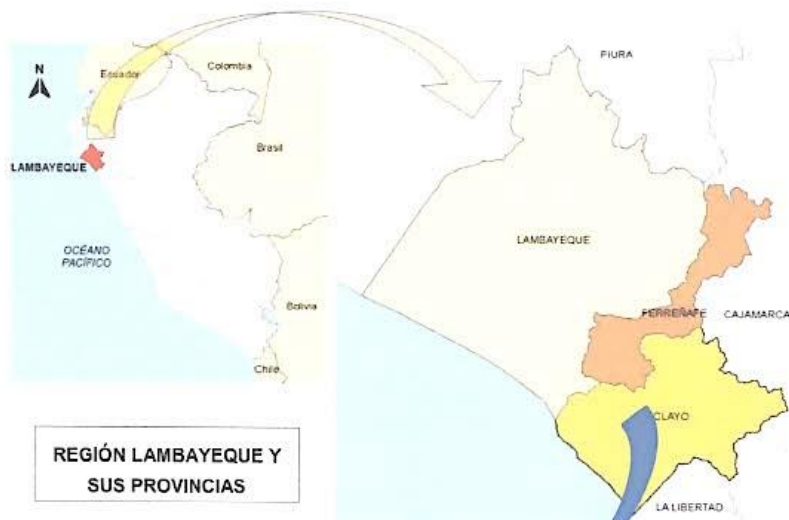 N
Ecuador
Colombia
Brasil
LAMBAYEQUE
OCÉANO
PACÍFICO
Bolivia
Chile
REGIÓN LAMBAYEQUE Y
SUS PROVINCIAS
PIURA
LAMBAYEQUE
FERREÑAFE
CAJAMARCA
CLAYO
LA LIBERTAD